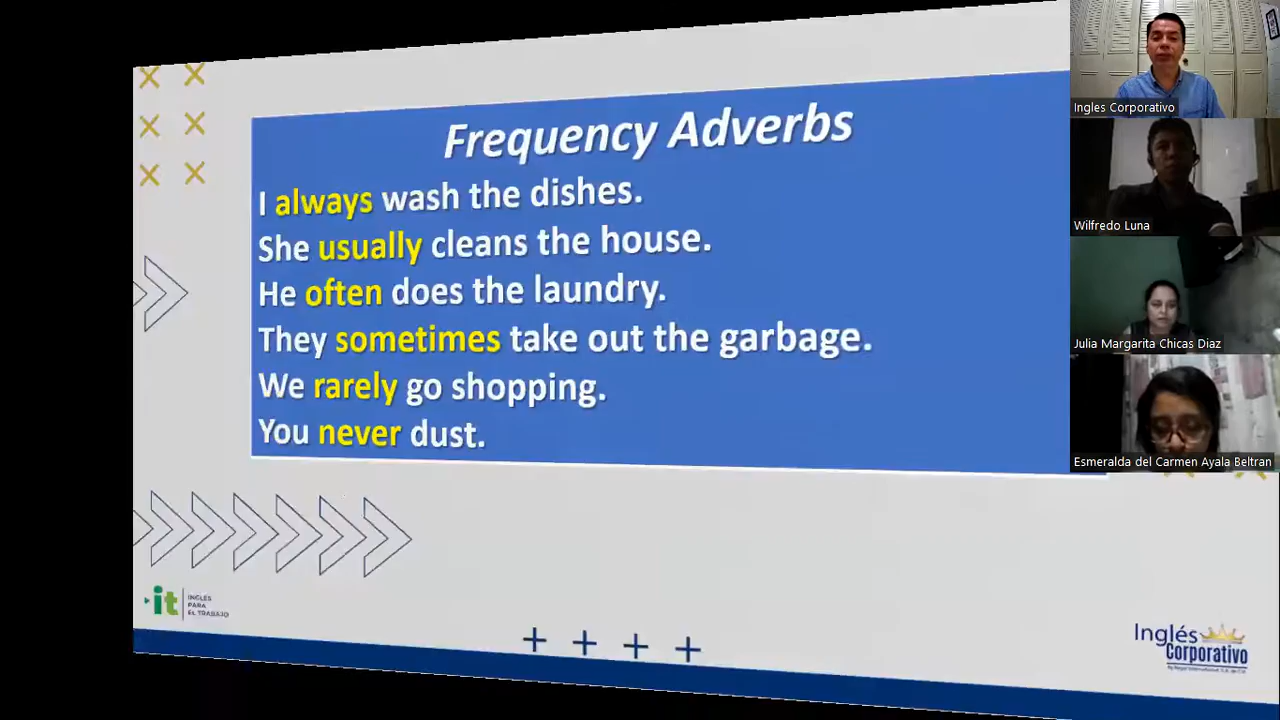 Frequency Adverbs
I always wash the dishes.
She usually cleans the house.
He often does the laundry.
They sometimes take out the garbage.
We rarely go shopping.
You never dust.
Ingles Corporativo
Wilfredo Luna
Julia Margarita Chicas Diaz
Esmeralda del Carmen Ayala Beltran
it
INGLÉS
PARA
EL TRABAJO
Inglés
Corporativo